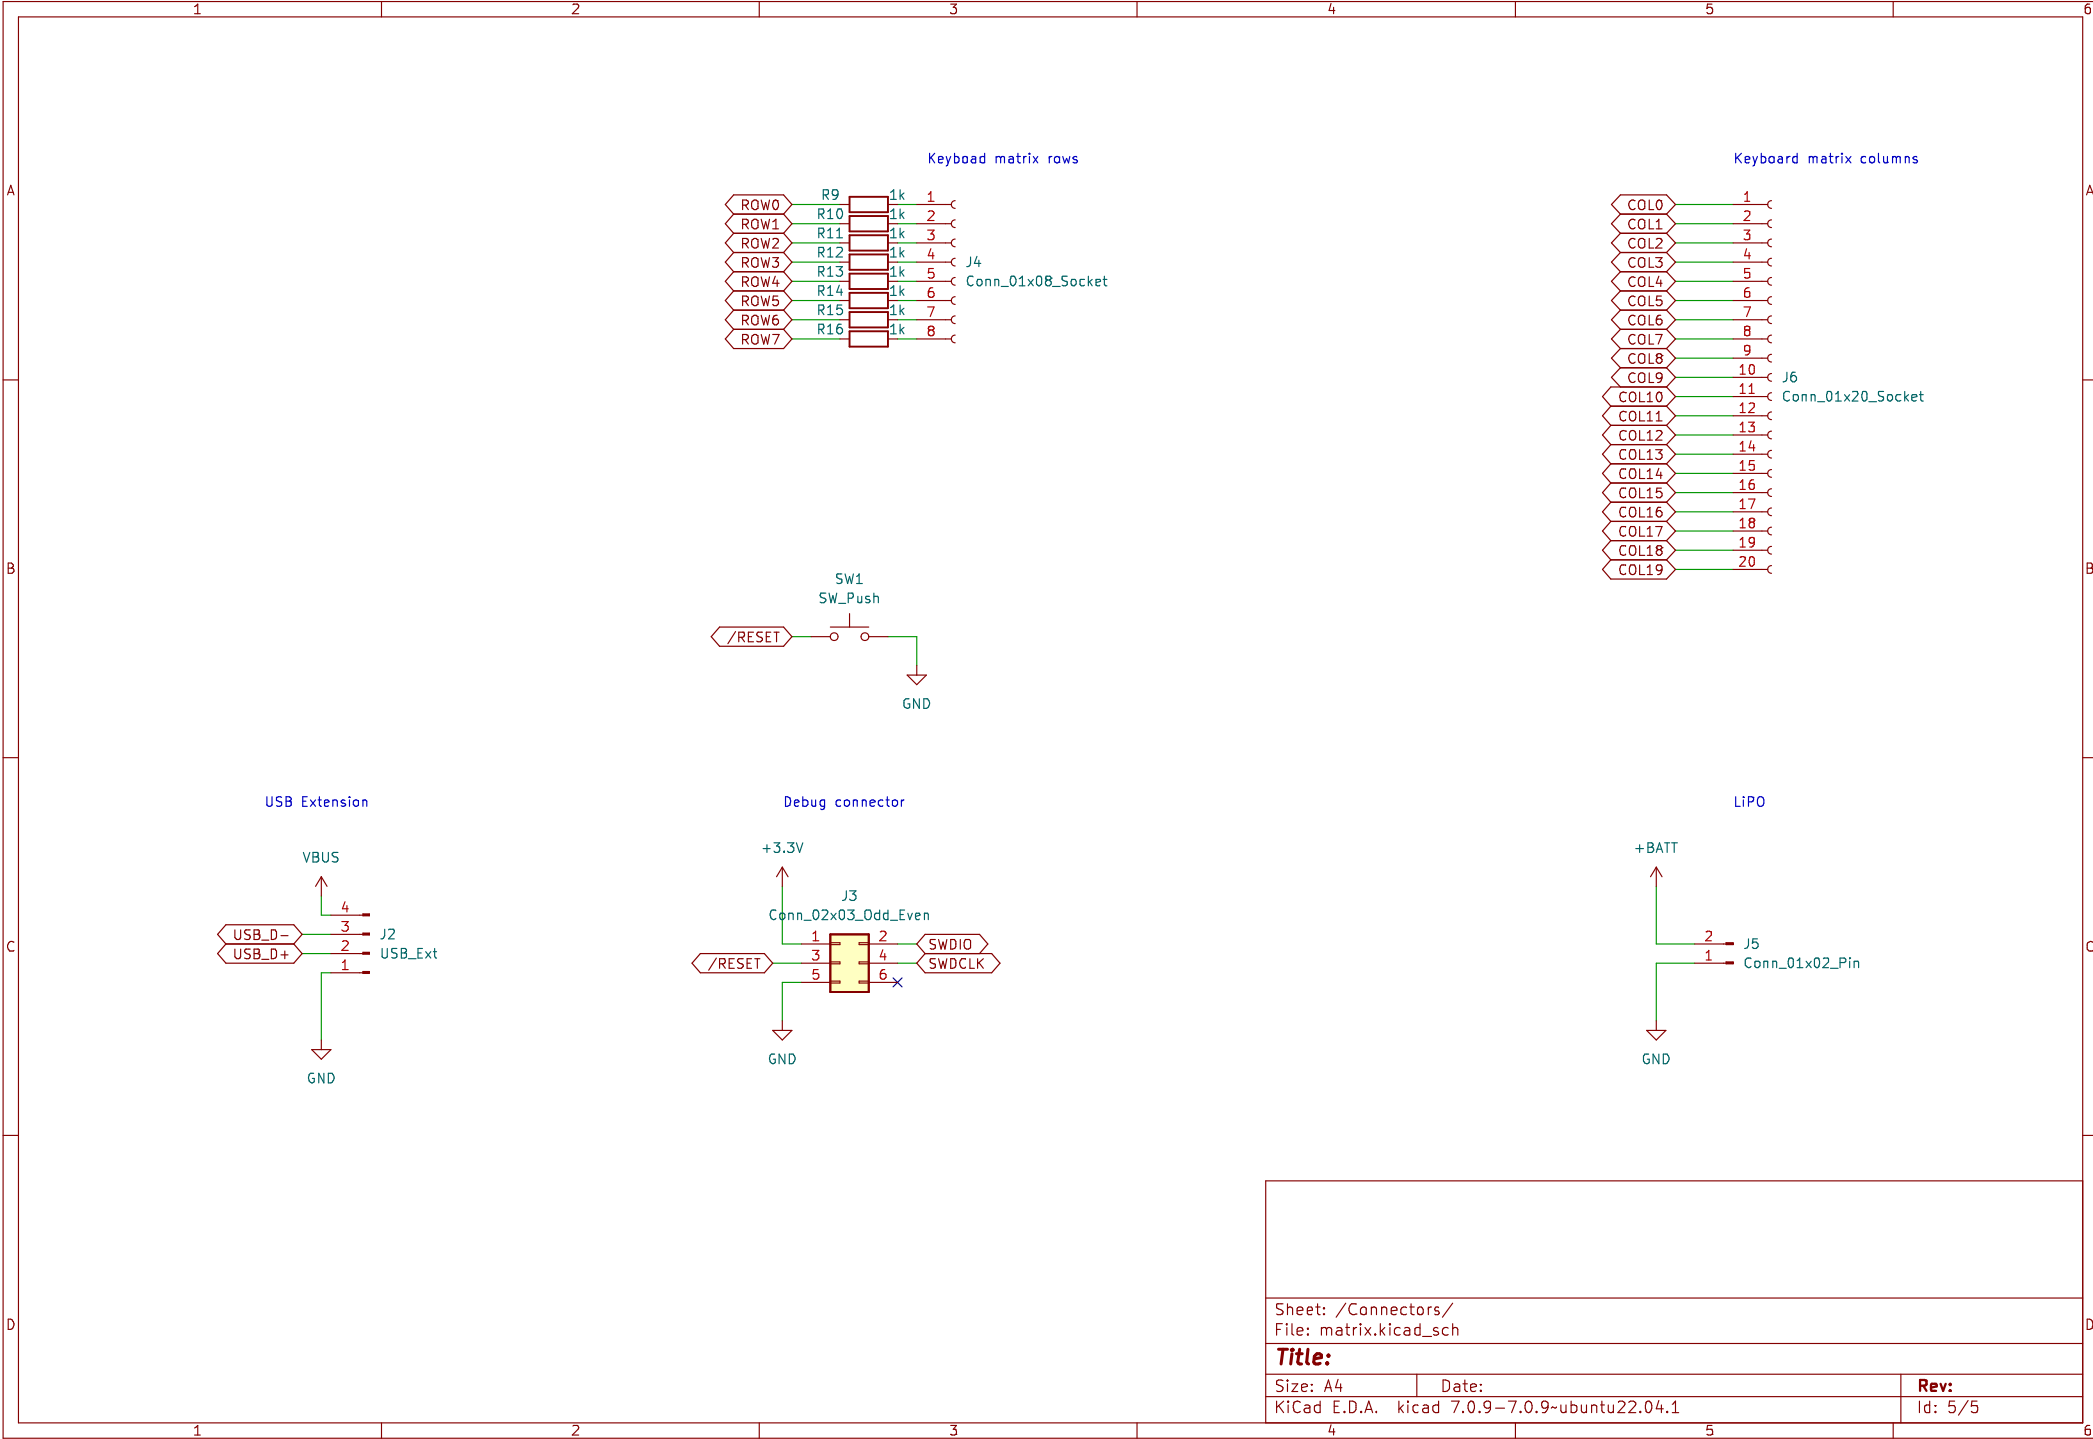 1 2 3 4 5 6
A A
B B
C C
D D
Keyboad matrix rows
ROW0 R9 1k 1
ROW1 R10 1k 2
ROW2 R11 1k 3
ROW3 R12 1k 4
ROW4 R13 1k 5
ROW5 R14 1k 6
ROW6 R15 1k 7
ROW7 R16 1k 8
J4
Conn_01x08_Socket
Keyboard matrix columns
COL0 1
COL1 2
COL2 3
COL3 4
COL4 5
COL5 6
COL6 7
COL7 8
COL8 9
COL9 10
COL10 11
COL11 12
COL12 13
COL13 14
COL14 15
COL15 16
COL16 17
COL17 18
COL18 19
COL19 20
J6
Conn_01x20_Socket
SW1
SW_Push
/RESET
GND
USB Extension
VBUS
4
USB_D- 3 J2
USB_D+ 2 USB_Ext
1
GND
Debug connector
+3.3V
J3
Conn_02x03_Odd_Even
1 2 SWDIO
/RESET 3 4 SWDCLK
5 6
GND
LiPO
+BATT
2 J5
1 Conn_01x02_Pin
GND
Sheet: /Connectors/
File: matrix.kicad_sch
Title:
Size: A4 Date: Rev:
KiCad E.D.A. kicad 7.0.9-7.0.9~ubuntu22.04.1 Id: 5/5
1 2 3 4 5 6